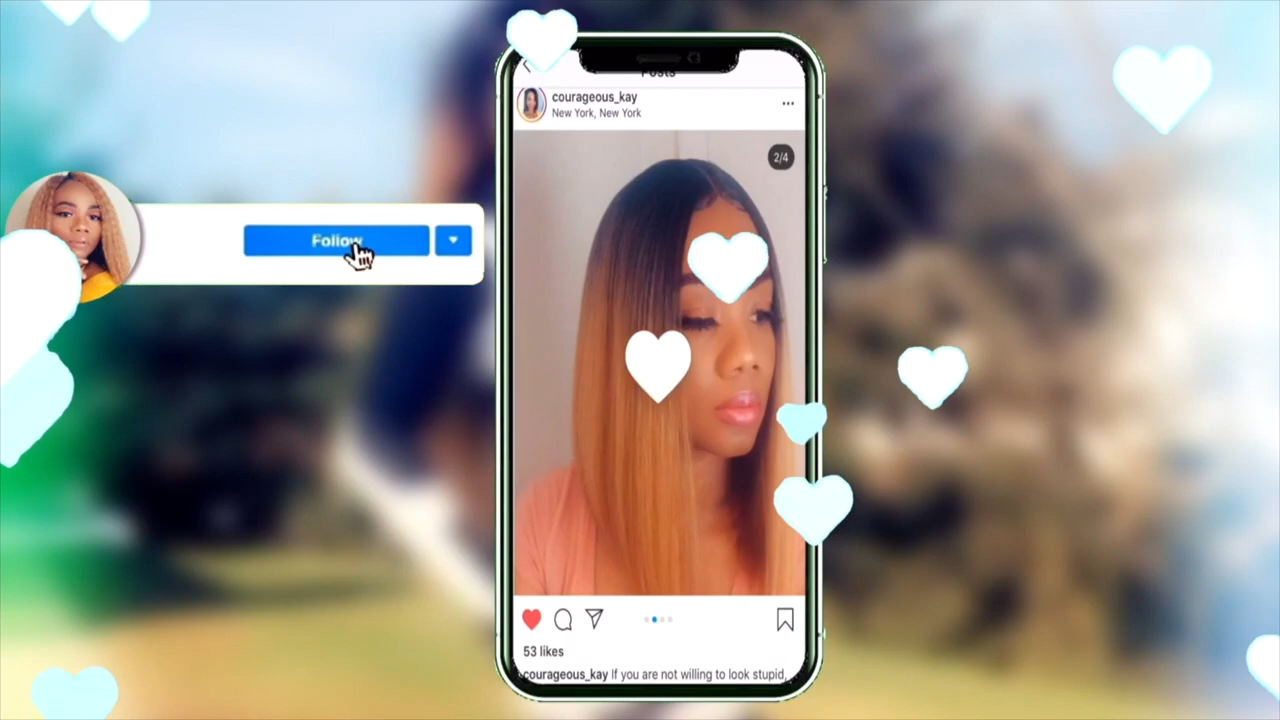 Posts
courageous_kay
New York, New York
2/4
Follow
53 likes
courageous_kay If you are not willing to look stupid,